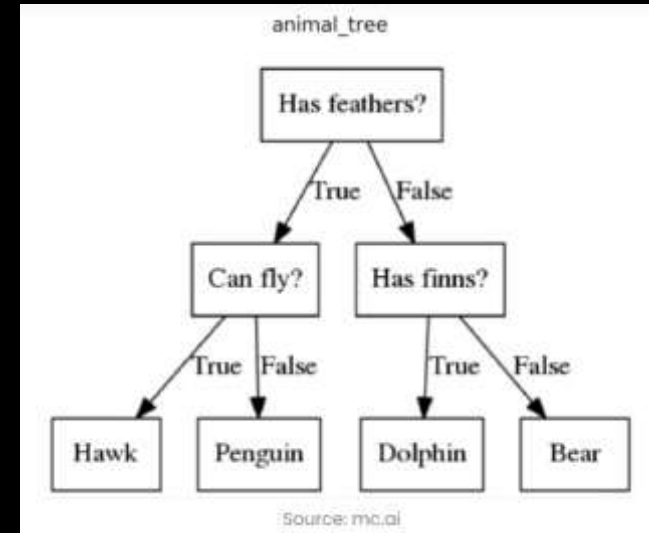 animal_tree
Has feathers?
True False
Can fly? Has finns?
True False True False
Hawk Penguin Dolphin Bear
Source: mc.ai